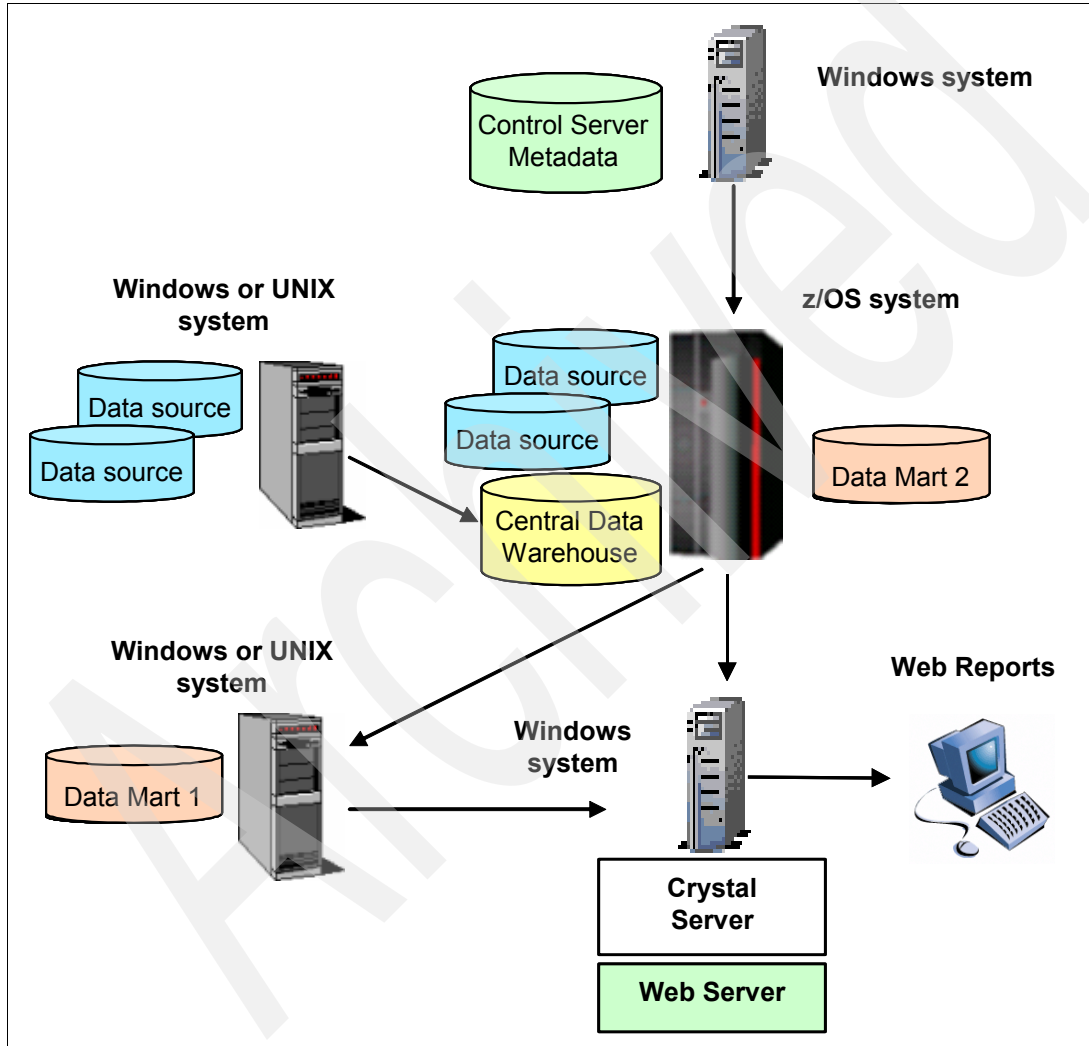 Windows system
Control Server
Metadata
Windows or UNIX
system
z/OS system
Data source
Data source
Data source
Data source
Central Data
Warehouse
Data Mart 2
Windows or UNIX
system
Web Reports
Windows
system
Data Mart 1
Crystal
Server
Web Server
Archived